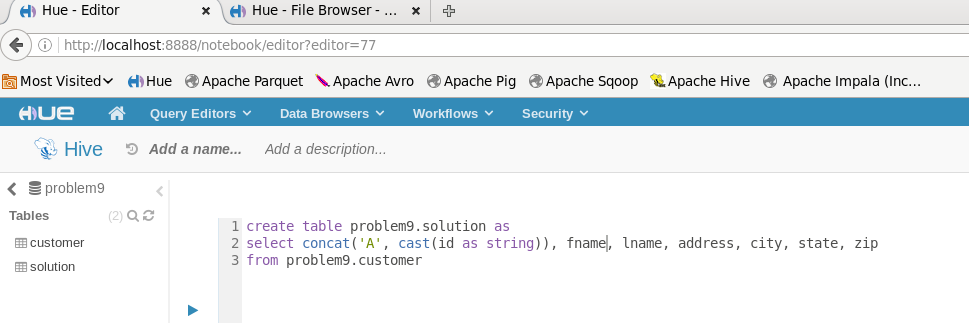 Hue - Editor × Hue - File Browser - ... ×
http://localhost:8888/notebook/editor?editor=77
Most Visited Hue Apache Parquet Apache Avro Apache Pig Apache Sqoop Apache Hive Apache Impala (Inc...
HUE Query Editors Data Browsers Workflows Security
Hive Add a name... Add a description...
problem9
Tables (2)
customer
solution
1 create table problem9.solution as
2 select concat('A', cast(id as string)), fname, lname, address, city, state, zip
3 from problem9.customer